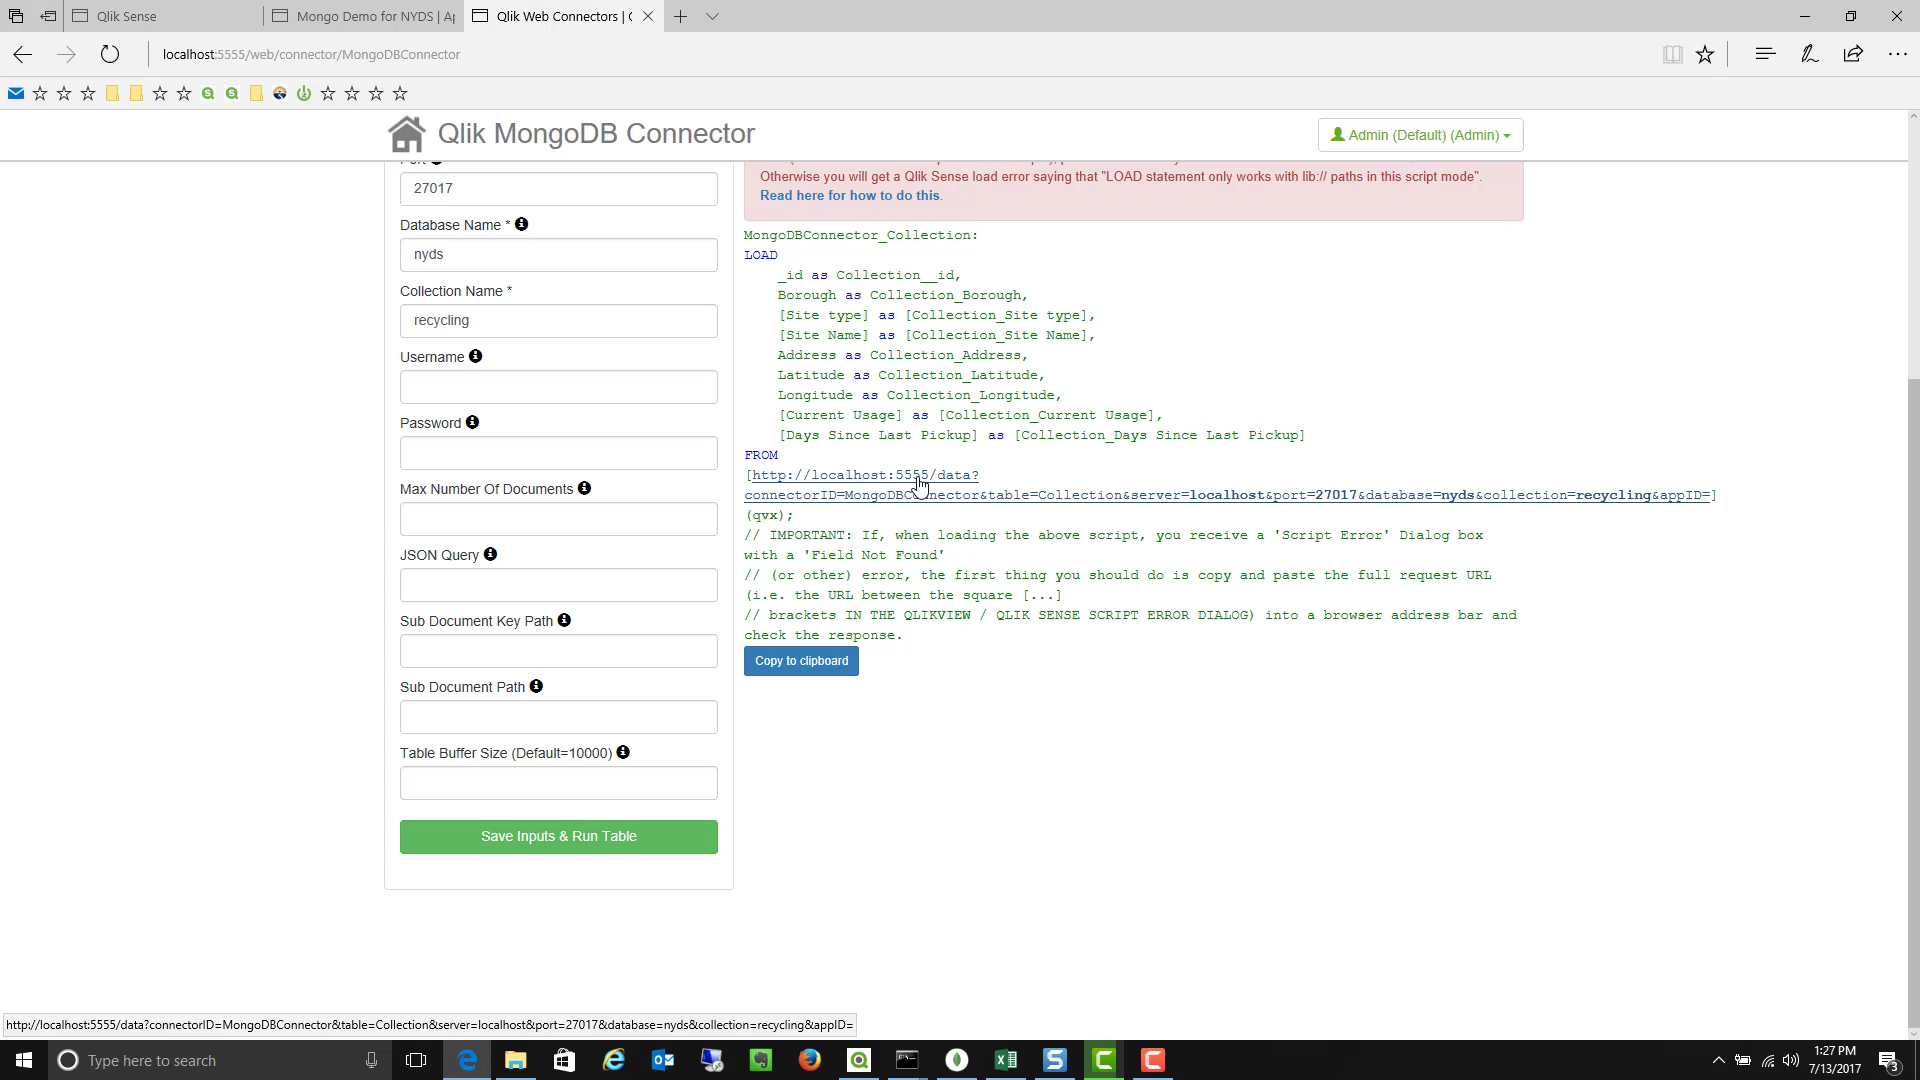 Qlik Sense
Mongo Demo for NYDS | Ap
Qlik Web Connectors | (
localhost:5555/web/connector/MongoDBConnector
Qlik MongoDB Connector
Admin (Default) (Admin)
27017
Database Name *
nyds
Collection Name *
recycling
Username
Password
Max Number Of Documents
JSON Query
Sub Document Key Path
Sub Document Path
Table Buffer Size (Default=10000)
Save Inputs & Run Table
Otherwise you will get a Qlik Sense load error saying that "LOAD statement only works with lib:// paths in this script mode".
Read here for how to do this.
MongoDBConnector_Collection:
LOAD
_id as Collection__id,
Borough as Collection_Borough,
[Site type] as [Collection_Site type],
[Site Name] as [Collection_Site Name],
Address as Collection_Address,
Latitude as Collection_Latitude,
Longitude as Collection_Longitude,
[Current Usage] as [Collection_Current Usage],
[Days Since Last Pickup] as [Collection_Days Since Last Pickup]
FROM
[http://localhost:5555/data?
connectorID=MongoDBConnector&table=Collection&server=localhost&port=27017&database=nyds&collection=recycling&appID=]
(qvx);
// IMPORTANT: If, when loading the above script, you receive a 'Script Error' Dialog box
with a 'Field Not Found'
// (or other) error, the first thing you should do is copy and paste the full request URL
(i.e. the URL between the square [...]
// brackets IN THE QLIKVIEW / QLIK SENSE SCRIPT ERROR DIALOG) into a browser address bar and
check the response.
Copy to clipboard
http://localhost:5555/data?connectorID=MongoDBConnector&table=Collection&server=localhost&port=27017&database=nyds&collection=recycling&appID=
Type here to search
1:27 PM
7/13/2017
3